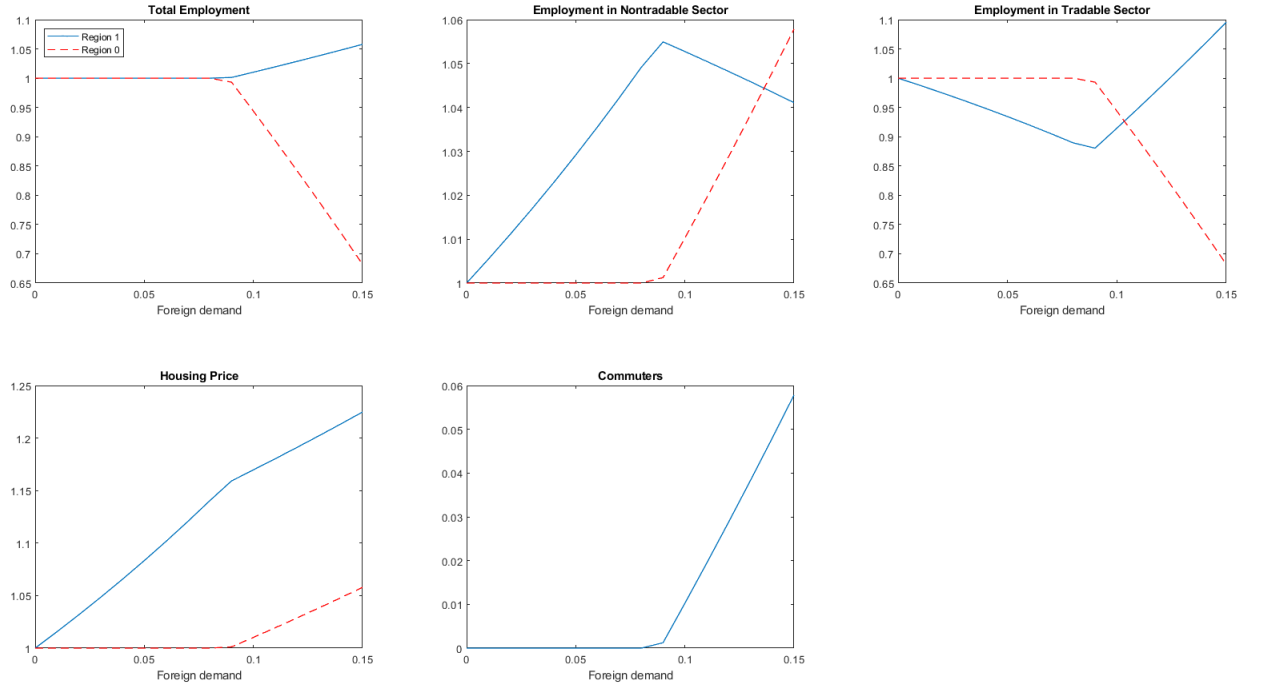 Total Employment
1.1
1.05
1
0.95
0.9
0.85
0.8
0.75
0.7
0.65
Region 1
Region 0
0 0.05 0.1 0.15
Foreign demand
Employment in Nontradable Sector
1.06
1.05
1.04
1.03
1.02
1.01
1
0 0.05 0.1 0.15
Foreign demand
Employment in Tradable Sector
1.1
1.05
1
0.95
0.9
0.85
0.8
0.75
0.7
0.65
0 0.05 0.1 0.15
Foreign demand
Housing Price
1.25
1.2
1.15
1.1
1.05
1
0 0.05 0.1 0.15
Foreign demand
Commuters
0.06
0.05
0.04
0.03
0.02
0.01
0
0 0.05 0.1 0.15
Foreign demand